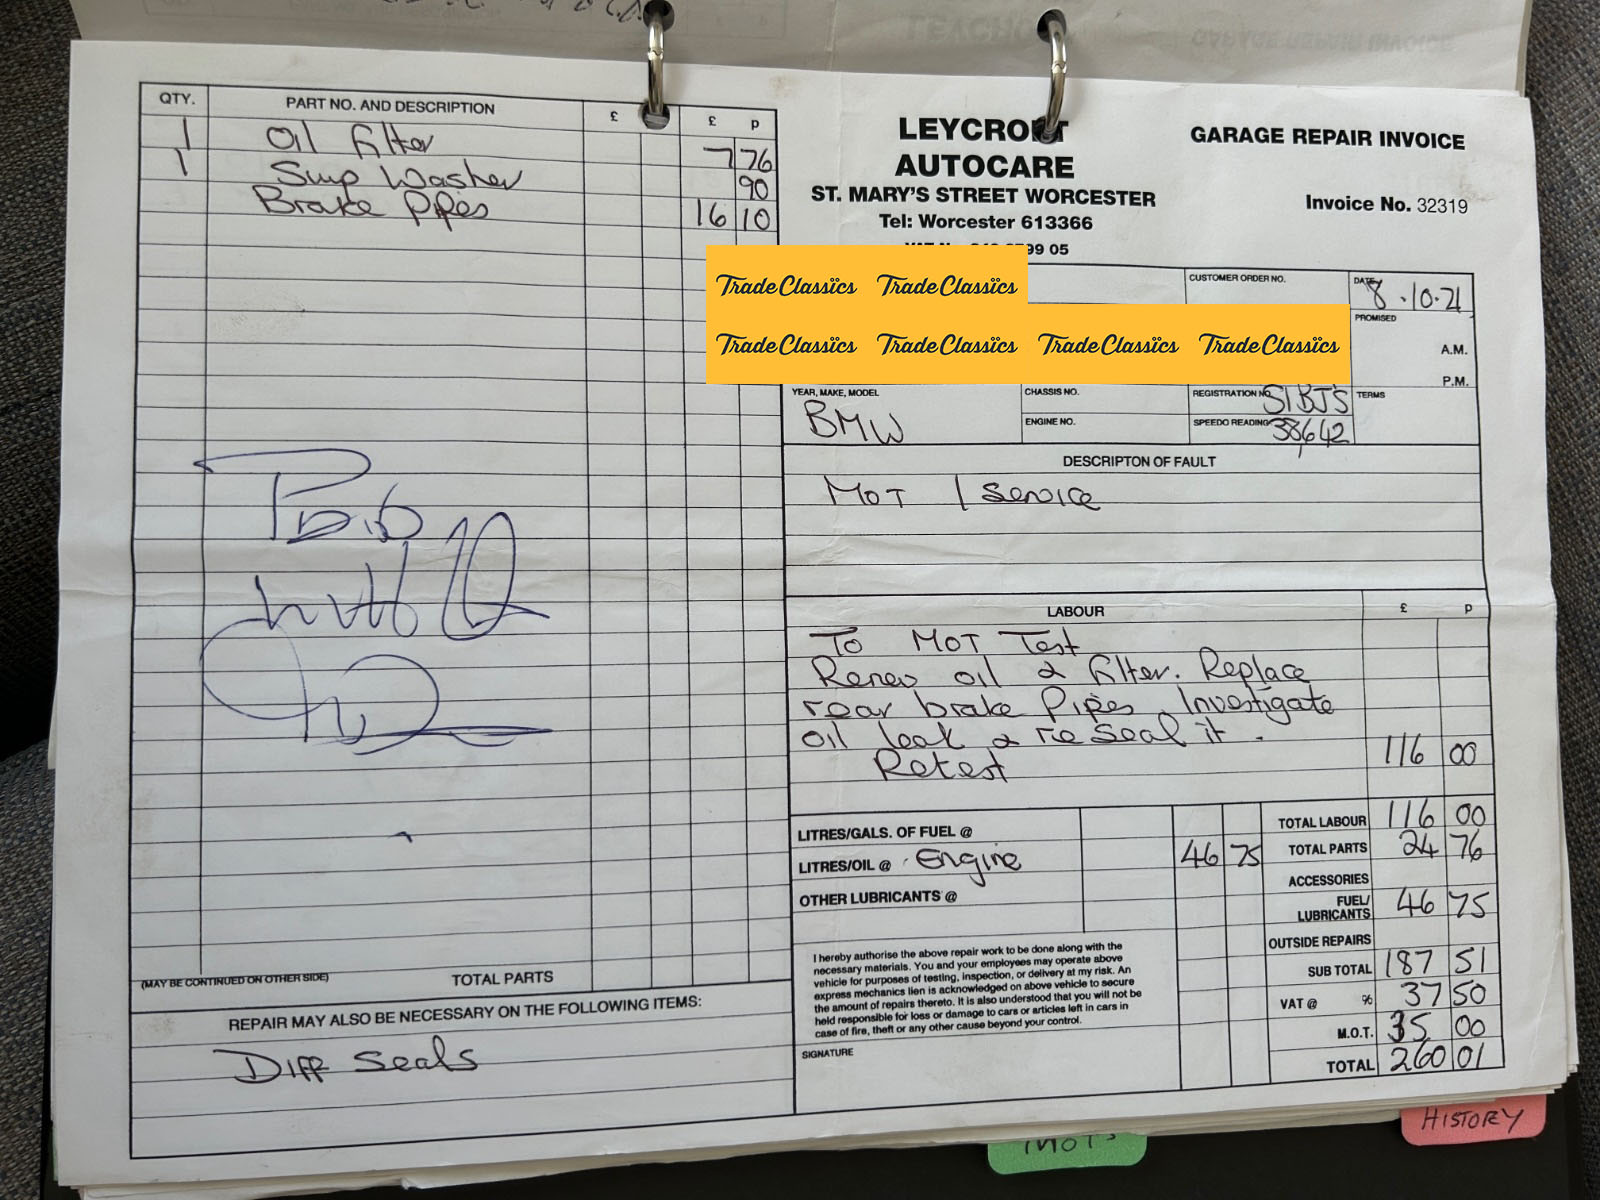 QTY. PART NO. AND DESCRIPTION £ £ p
1 Oil filter 7 76
1 Sump Washer 90
Brake Pipes 16 10
(MAY BE CONTINUED ON OTHER SIDE) TOTAL PARTS
REPAIR MAY ALSO BE NECESSARY ON THE FOLLOWING ITEMS:
Diff Seals
LEYCROFT
AUTOCARE
ST. MARY'S STREET WORCESTER
Tel: Worcester 613366
99 05
GARAGE REPAIR INVOICE
Invoice No. 32319
Trade Classics Trade Classics
Trade Classics Trade Classics Trade Classics Trade Classics
CUSTOMER ORDER NO.
DATE 8.10.21
PROMISED
A.M.
P.M.
YEAR, MAKE, MODEL
BMW
CHASSIS NO.
ENGINE NO.
REGISTRATION NO. S1BJS
SPEEDO READING 38,642
TERMS
DESCRIPTON OF FAULT
MOT / Service
LABOUR £ p
To MOT Test
Renew oil & filter. Replace
rear brake Pipes. Investigate
oil leak & re seal it.
Retest 116 00
LITRES/GALS. OF FUEL @
LITRES/OIL @ Engine 46 75
OTHER LUBRICANTS @
I hereby authorise the above repair work to be done along with the
necessary materials. You and your employees may operate above
vehicle for purposes of testing, inspection, or delivery at my risk. An
express mechanics lien is acknowledged on above vehicle to secure
the amount of repairs thereto. It is also understood that you will not be
held responsible for loss or damage to cars or articles left in cars in
case of fire, theft or any other cause beyond your control.
SIGNATURE
TOTAL LABOUR 116 00
TOTAL PARTS 24 76
ACCESSORIES
FUEL/
LUBRICANTS 46 75
OUTSIDE REPAIRS
SUB TOTAL 187 51
VAT @ % 37 50
M.O.T. 35 00
TOTAL 260 01
MOT'S
HISTORY